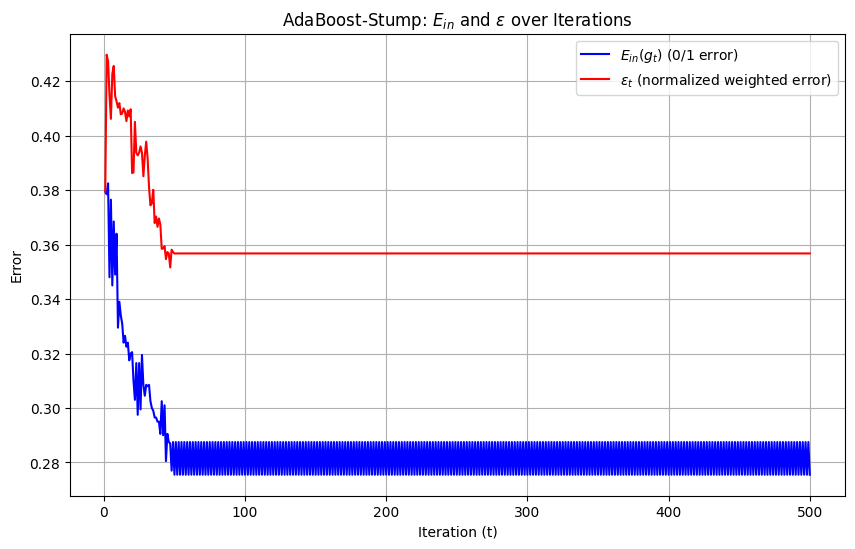 AdaBoost-Stump: $E_{in}$ and $\epsilon$ over Iterations
$E_{in}(g_t)$ (0/1 error)
$\epsilon_t$ (normalized weighted error)
0.42
0.40
0.38
0.36
0.34
0.32
0.30
0.28
Error
0 100 200 300 400 500
Iteration (t)